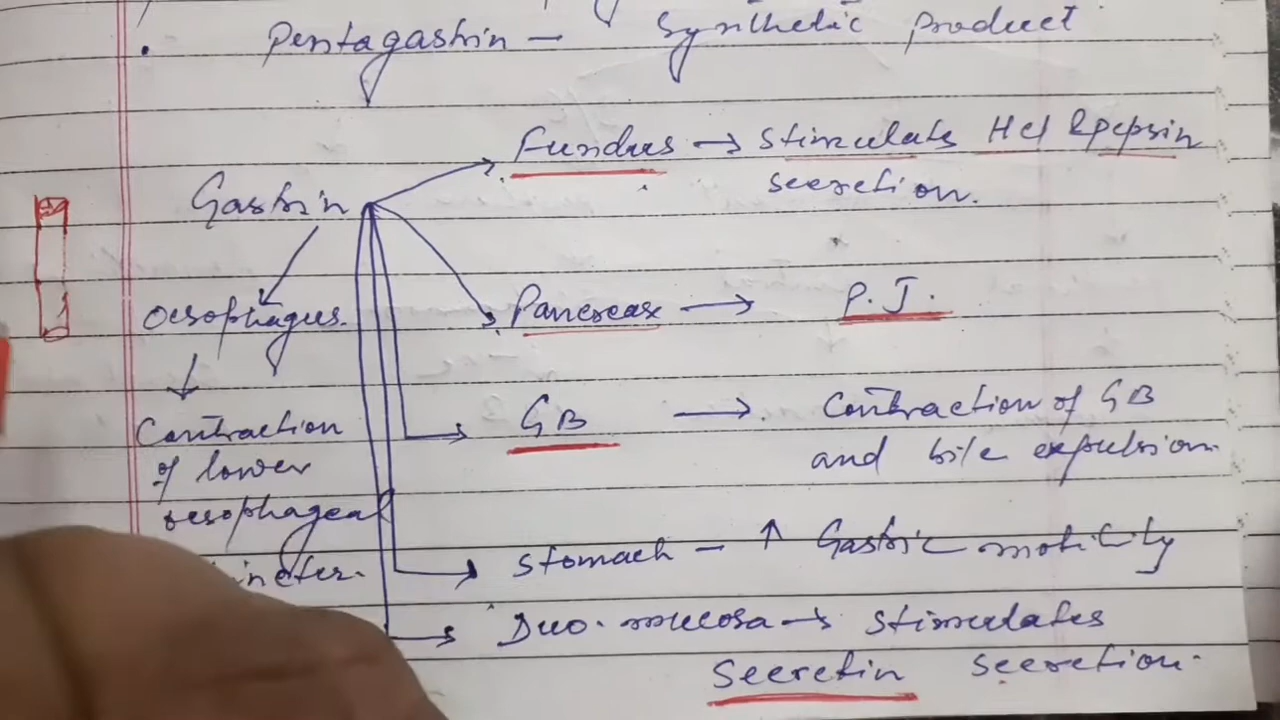 • Pentagastrin — Synthetic product
Fundus → stimulate HCl & pepsin
secretion.
Gastrin
Oesophagus.
Pancreas → P.J.
Contraction
of lower
oesophageal
GB → Contraction of GB
and bile expulsion.
Stomach – ↑ Gastric motility
Duo. mucosa → stimulates
Secretin secretion.